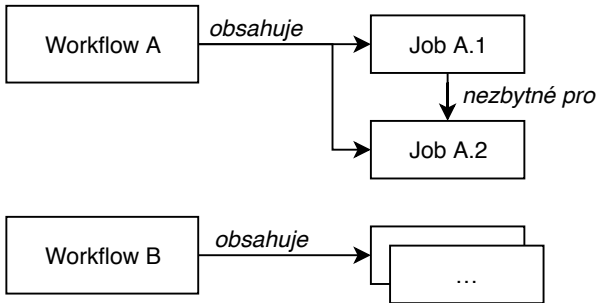 Workflow A
obsahuje
Job A.1
nezbytné pro
Job A.2
Workflow B
obsahuje
...